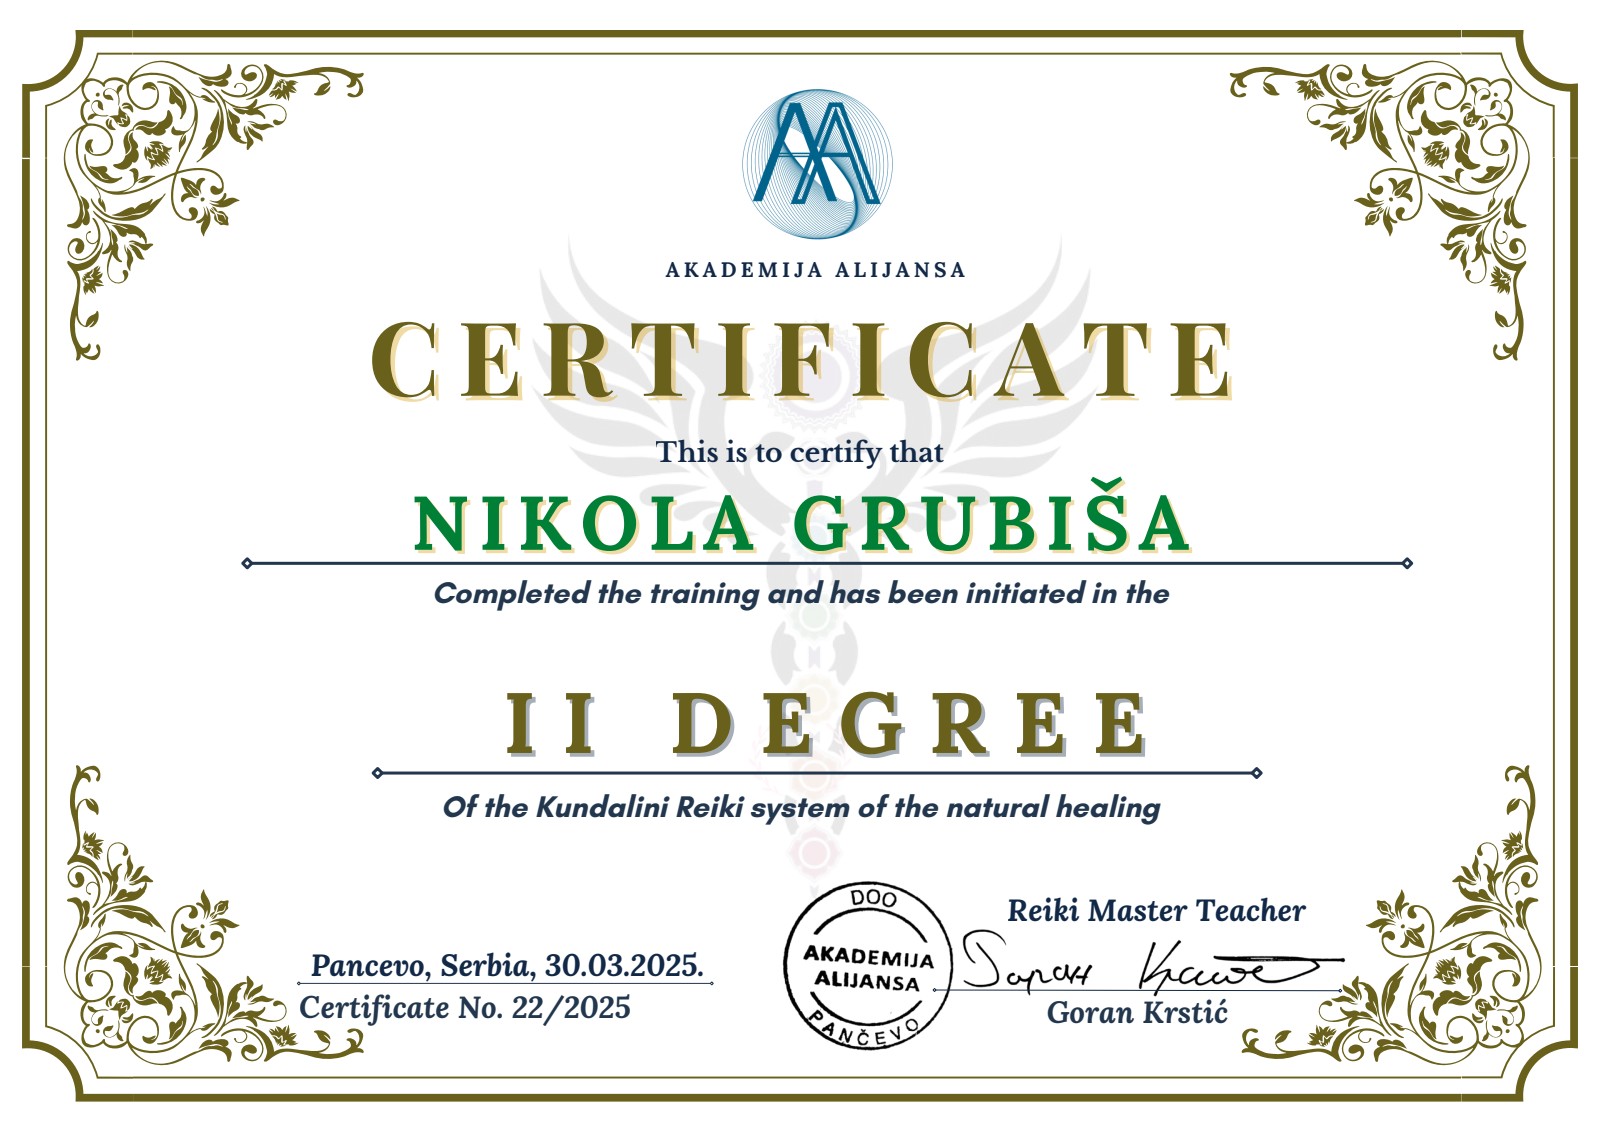 AA
AKADEMIJA ALIJANSA
CERTIFICATE
This is to certify that
NIKOLA GRUBIŠA
Completed the training and has been initiated in the
II DEGREE
Of the Kundalini Reiki system of the natural healing
Pancevo, Serbia, 30.03.2025.
Certificate No. 22/2025
DOO
AKADEMIJA
ALIJANSA
PANČEVO
Reiki Master Teacher
Goran Krstić